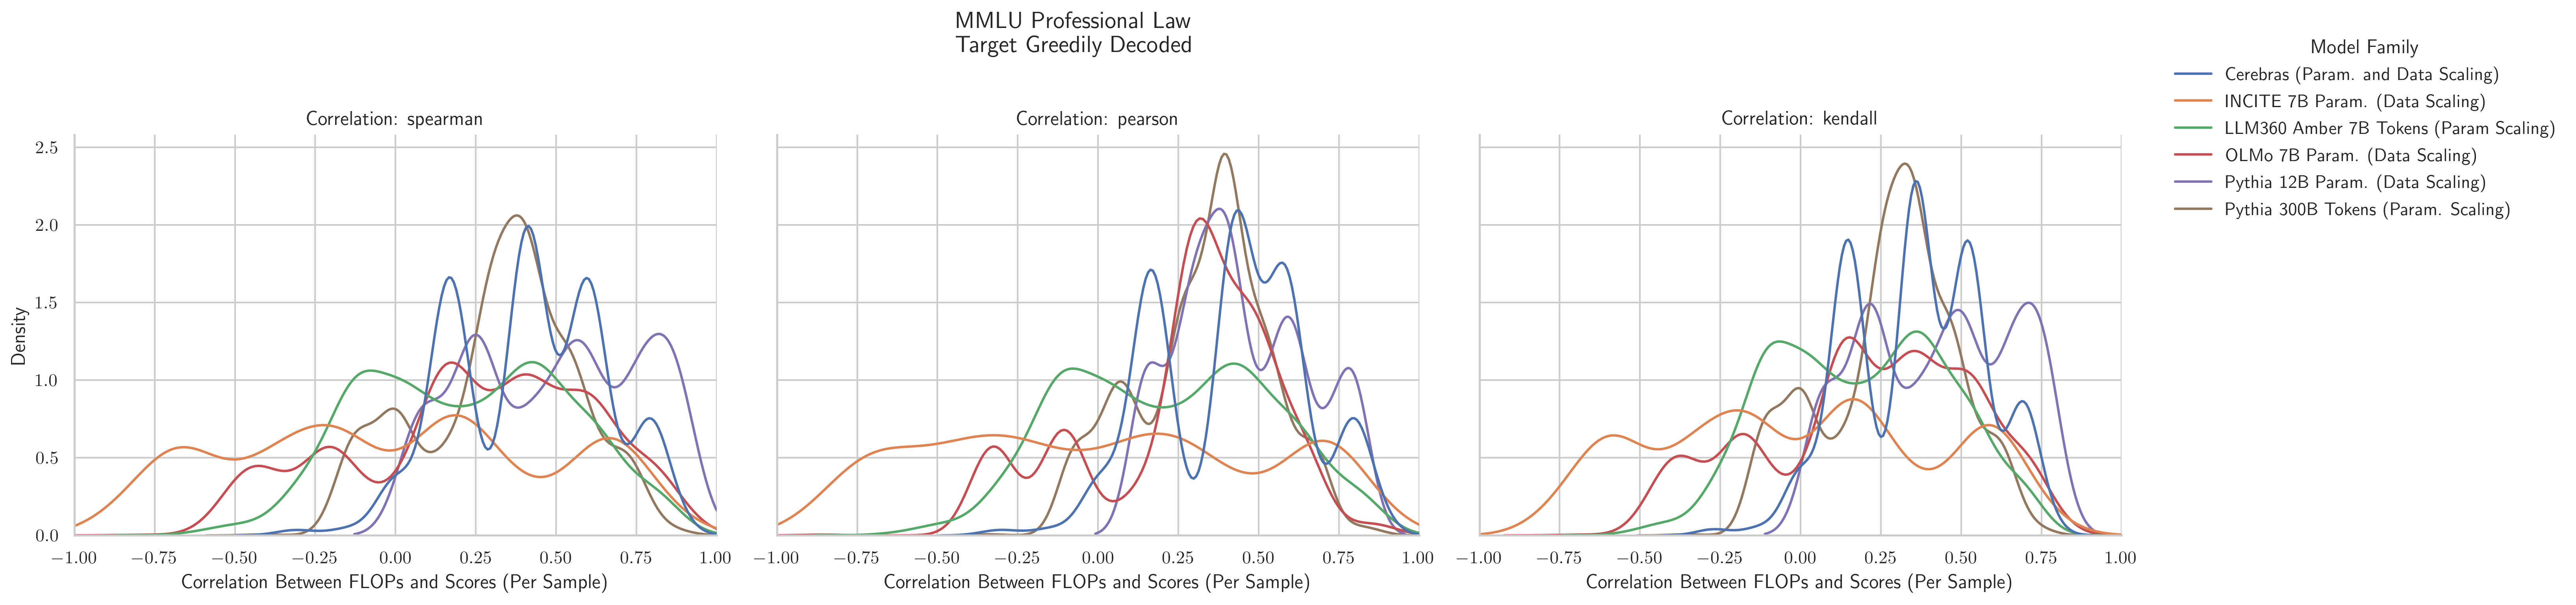 MMLU Professional Law
Target Greedily Decoded
Model Family
Cerebras (Param. and Data Scaling)
INCITE 7B Param. (Data Scaling)
LLM360 Amber 7B Tokens (Param Scaling)
OLMo 7B Param. (Data Scaling)
Pythia 12B Param. (Data Scaling)
Pythia 300B Tokens (Param. Scaling)
Correlation: spearman
Correlation: pearson
Correlation: kendall
Density
2.5
2.0
1.5
1.0
0.5
0.0
−1.00 −0.75 −0.50 −0.25 0.00 0.25 0.50 0.75 1.00
−1.00 −0.75 −0.50 −0.25 0.00 0.25 0.50 0.75 1.00
−1.00 −0.75 −0.50 −0.25 0.00 0.25 0.50 0.75 1.00
Correlation Between FLOPs and Scores (Per Sample)
Correlation Between FLOPs and Scores (Per Sample)
Correlation Between FLOPs and Scores (Per Sample)